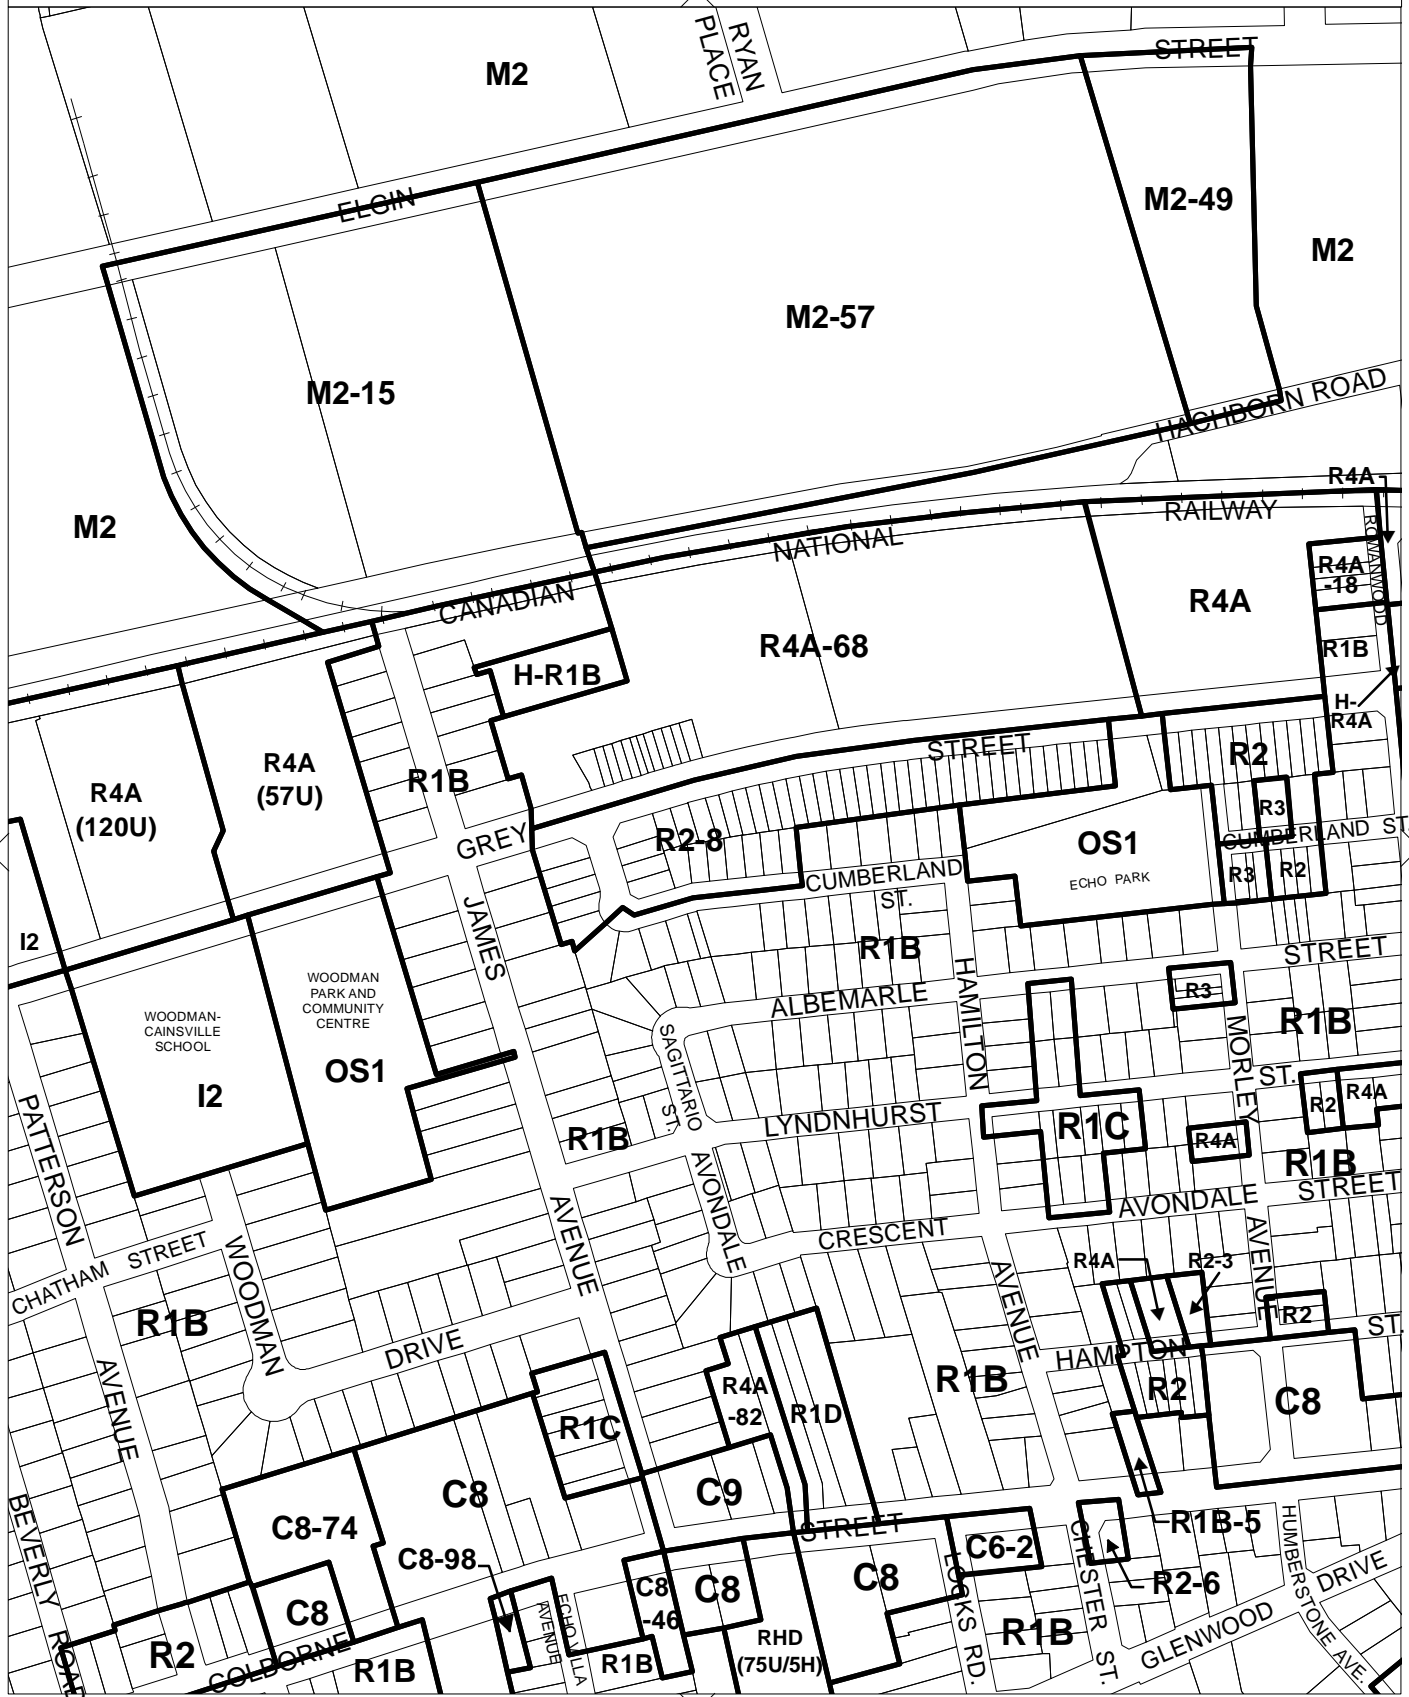 M2
RYAN
PLACE
STREET
ELGIN
M2-49
M2
M2-57
M2-15
HACHBORN ROAD
M2
R4A
RAILWAY
NATIONAL
CANADIAN
ROWANWOOD
R4A
-18
R4A
R4A-68
R1B
H-R1B
H-
R4A
STREET
R2
R4A
(57U)
R1B
R4A
(120U)
R3
GREY
R2-8
OS1
ECHO PARK
CUMBERLAND ST.
CUMBERLAND
ST.
R3
R2
I2
JAMES
R1B
HAMILTON
STREET
WOODMAN
PARK AND
COMMUNITY
CENTRE
OS1
R3
ALBEMARLE
WOODMAN-
CAINSVILLE
SCHOOL
I2
SAGITTARIO
ST.
MORLEY
R1B
ST.
R2
R4A
PATTERSON
LYNDNHURST
R1C
R1B
R4A
R1B
AVONDALE
AVENUE
AVONDALE
STREET
CRESCENT
AVENUE
CHATHAM STREET
WOODMAN
AVENUE
R4A
R2-3
R1B
R2
ST.
DRIVE
HAMPTON
AVENUE
R1B
R2
C8
R4A
-82
R1D
R1C
C8
C9
BEVERLY ROAD
C8-74
STREET
R1B-5
C8-98
C6-2
CHESTER ST.
HUMBERSTONE AVE.
C8
-46
C8
C8
R2-6
DRIVE
C8
ECHO VILLA
AVENUE
LOCKS RD.
R1B
GLENWOOD
R2
COLBORNE
R1B
R1B
RHD
(75U/5H)